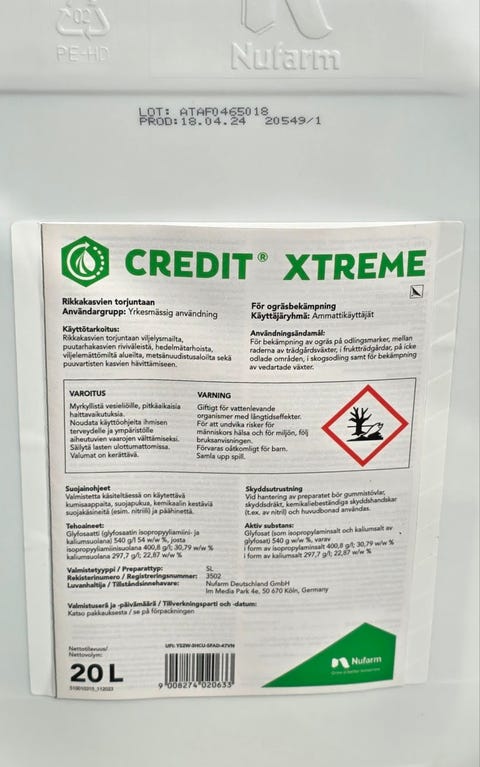 02
PE-HD
Nufarm
LOT: ATAF0465018
PROD:18.04.24 20549/1
CREDIT® XTREME
Rikkakasvien torjuntaan
Användargrupp: Yrkesmässig användning
För ogräsbekämpning
Käyttäjäryhmä: Ammattikäyttäjät
Käyttötarkoitus:
Rikkakasvien torjuntaan viljelysmailta,
puutarhakasvien riviväleistä, hedelmätarhoista,
viljelemättömiltä alueilta, metsänuudistusaloilta sekä
puuvartisten kasvien hävittämiseen.
Användningsändamål:
För bekämpning av ogräs på odlingsmarker, mellan
raderna av trädgårdsväxter, i fruktträdgårdar, på icke
odlade områden, i skogsodling samt för bekämpning
av vedartade växter.
VAROITUS
Myrkyllistä vesieliöille, pitkäaikaisia
haittavaikutuksia.
Noudata käyttöohjeita ihmisen
terveydelle ja ympäristölle
aiheutuvien vaarojen välttämiseksi.
Säilytä lasten ulottumattomissa.
Valumat on kerättävä.
VARNING
Giftigt för vattenlevande
organismer med långtidseffekter.
För att undvika risker för
människors hälsa och för miljön, följ
bruksanvisningen.
Förvaras oåtkomligt för barn.
Samla upp spill.
Suojainohjeet
Valmistetta käsiteltäessä on käytettävä
kumisaappaita, suojapukua, kemikaalin kestäviä
suojakäsineitä (esim. nitriili) ja päähinettä.
Skyddsutrustning
Vid hantering av preparatet bör gummistövlar,
skyddsdräkt, kemikaliebeständiga skyddshandskar
(t.ex. av nitril) och huvudbonad användas.
Tehoaineet:
Glyfosaatti (glyfosaatin isopropyyliamiini- ja
kaliumsuolana) 540 g/l 54 w/w %, josta
isopropyyliamiinisuolana 400,8 g/l; 30,79 w/w %
kaliumsuolana 297,7 g/l; 22,87 w/w %
Aktiv substans:
Glyfosat (som isopropylaminsalt och kaliumsalt av
glyfosat) 540 g w/w %, varav
i form av isopropylaminsalt 400,8 g/l; 30,79 w/w %
i form av kaliumsalt 297,7 g/l; 22,87 w/w %
Valmistetyyppi / Preparattyp: SL
Rekisterinumero / Registreringsnummer: 3502
Luvanhaltija / Tillståndsinnehavare: Nufarm Deutschland GmbH
Im Media Park 4e, 50 670 Köln, Germany
Valmistuserä ja -päivämäärä / Tillverkningsparti och -datum:
Katso pakkauksesta / se på förpackningen
Nettotilavuus/
Nettovolym:
20 L
510010315_112023
9 008274 020633
Nufarm